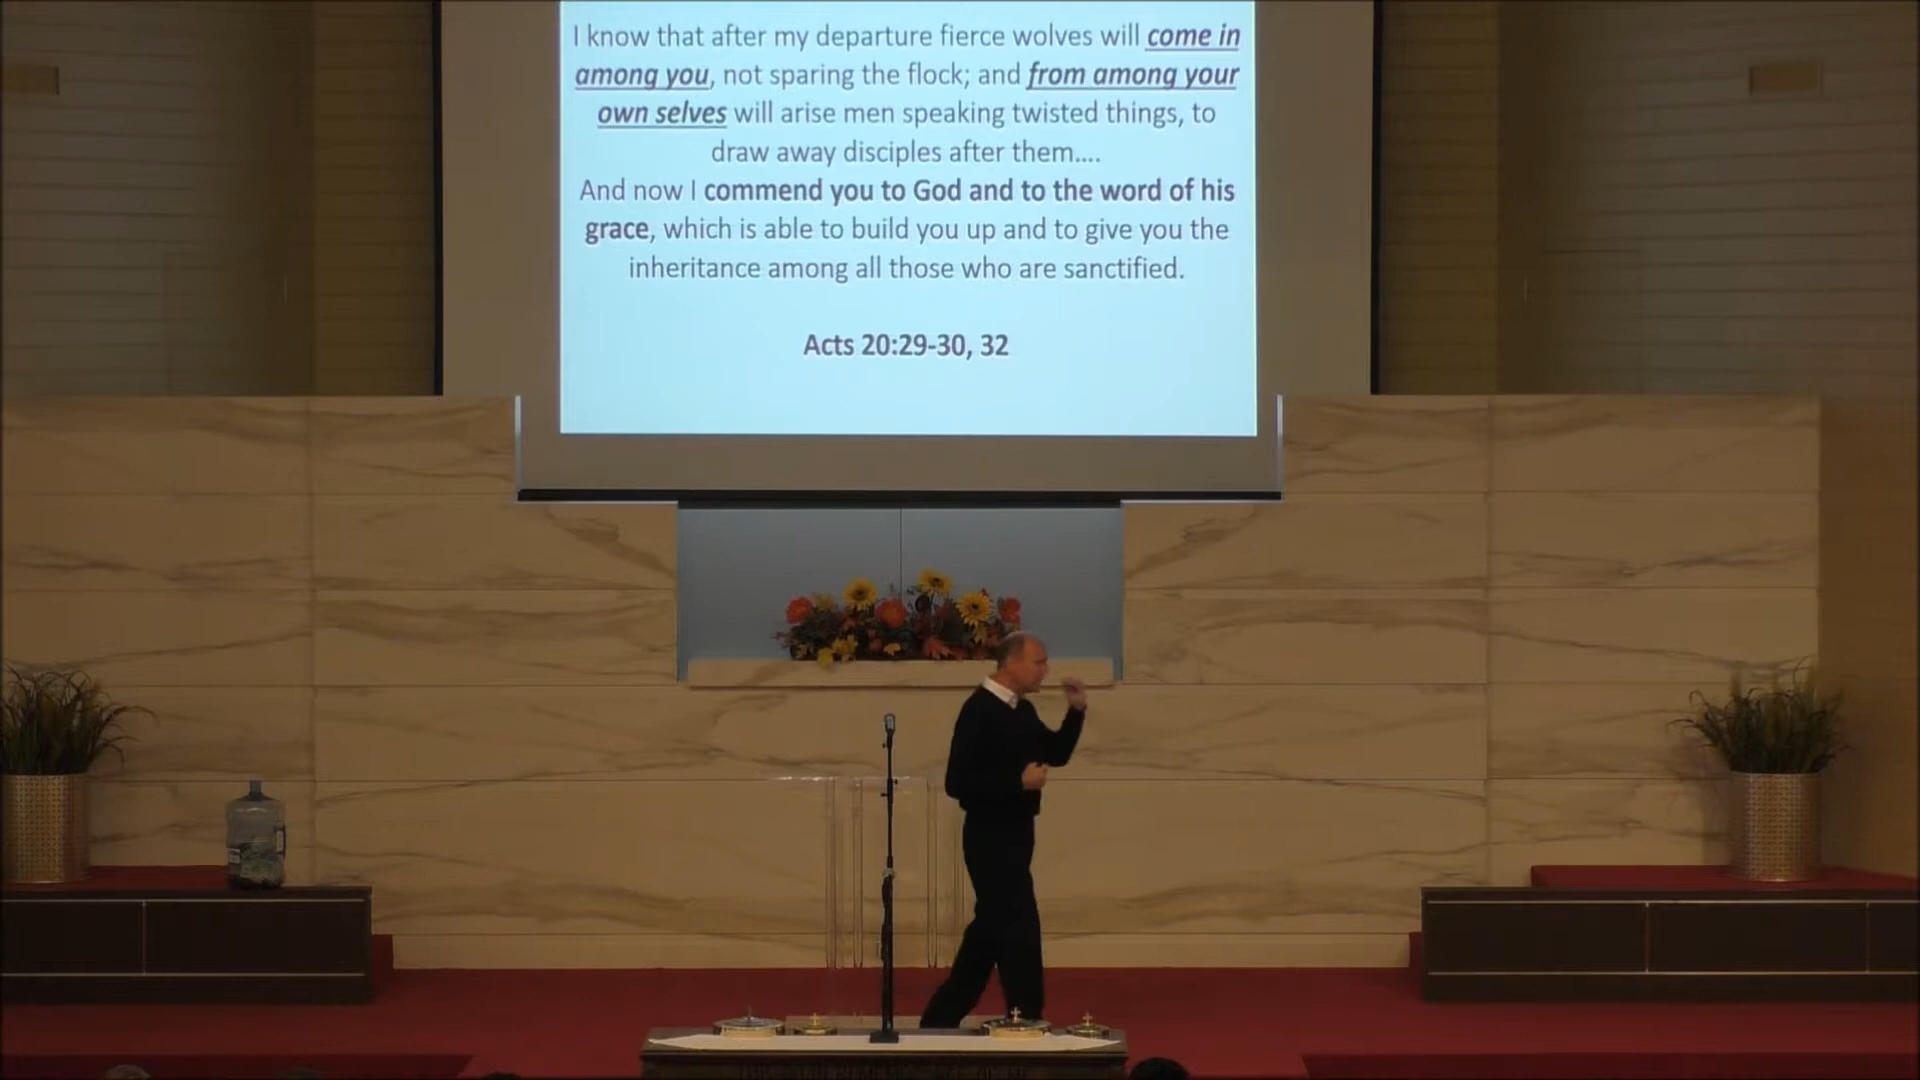 I know that after my departure fierce wolves will come in
among you, not sparing the flock; and from among your
own selves will arise men speaking twisted things, to
draw away disciples after them....
And now I commend you to God and to the word of his
grace, which is able to build you up and to give you the
inheritance among all those who are sanctified.
Acts 20:29-30, 32